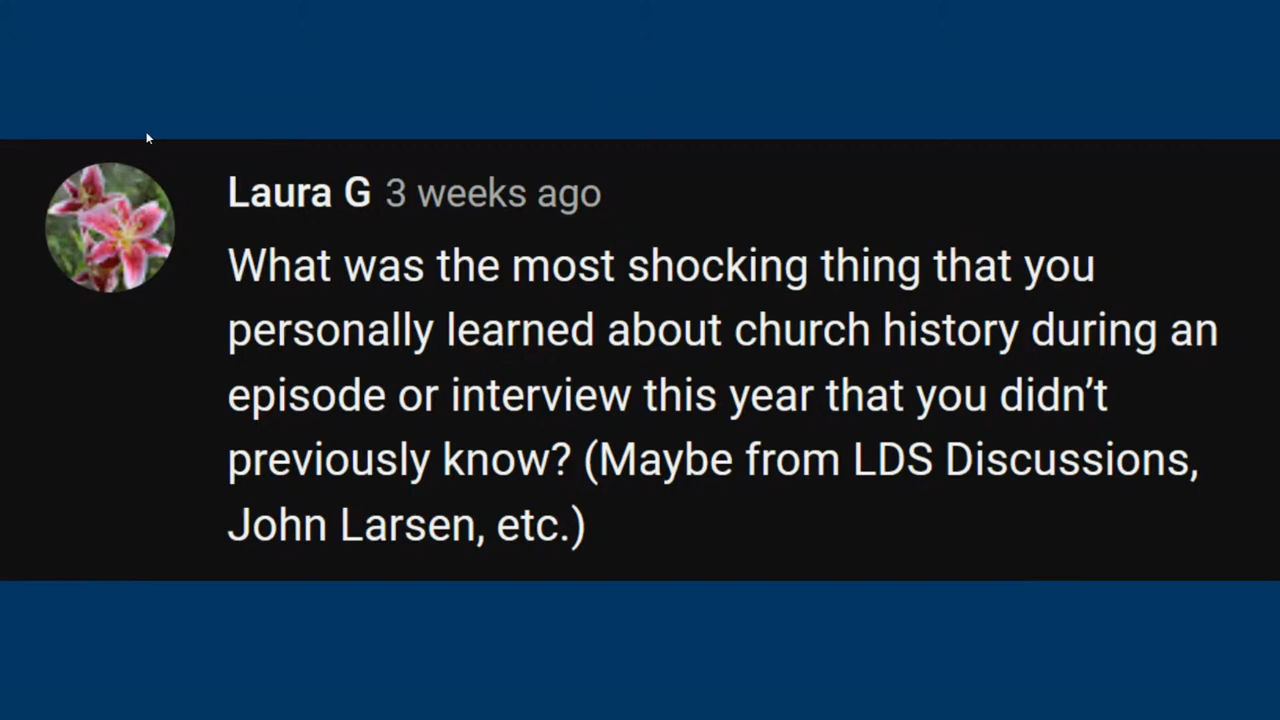 Laura G 3 weeks ago
What was the most shocking thing that you
personally learned about church history during an
episode or interview this year that you didn’t
previously know? (Maybe from LDS Discussions,
John Larsen, etc.)